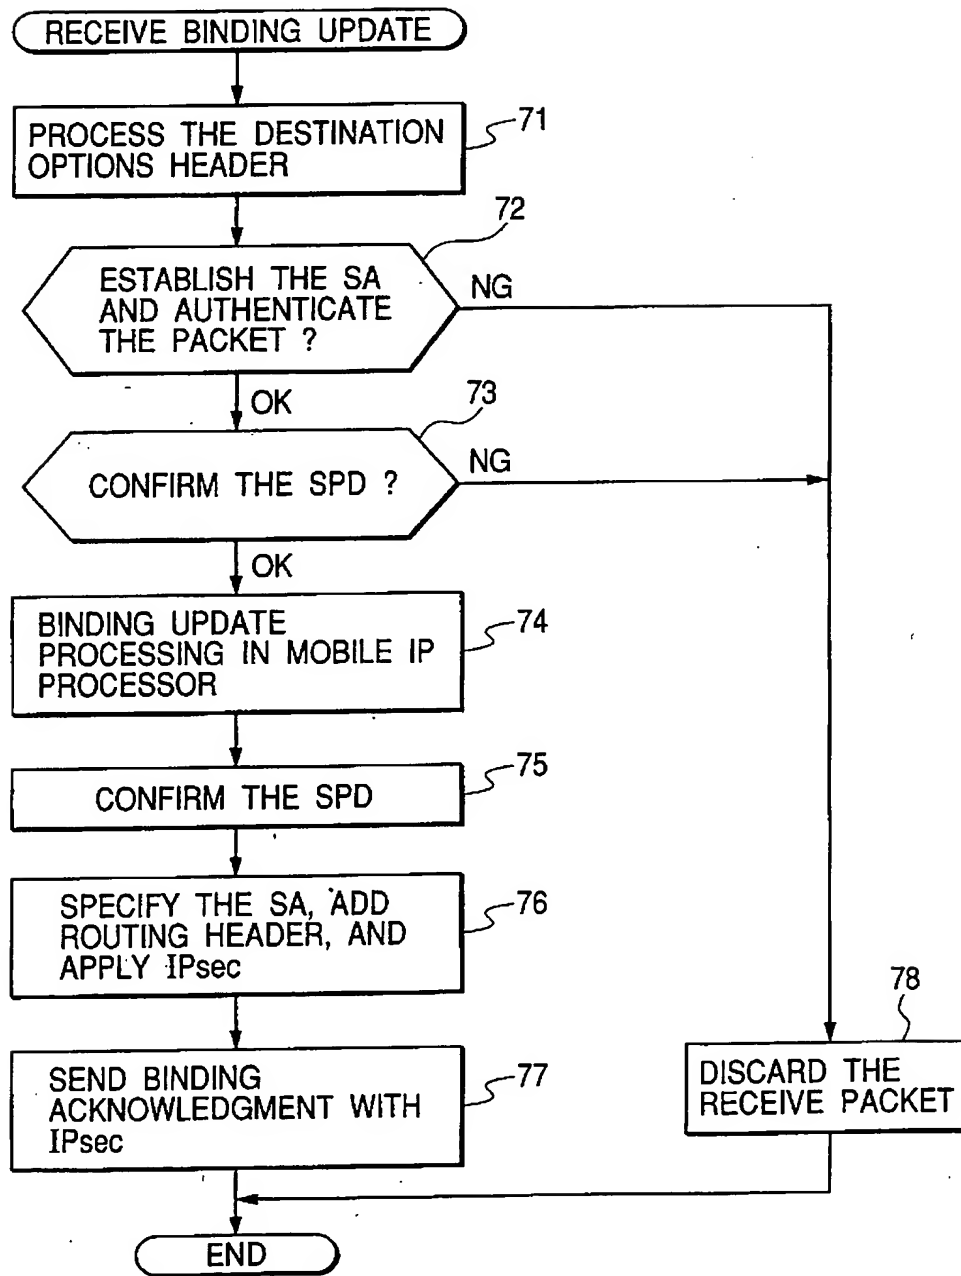 RECEIVE BINDING UPDATE
71
PROCESS THE DESTINATION
OPTIONS HEADER
72
ESTABLISH THE SA
AND AUTHENTICATE
THE PACKET ?
NG
OK
73
CONFIRM THE SPD ?
NG
OK
BINDING UPDATE
PROCESSING IN MOBILE IP
PROCESSOR
74
CONFIRM THE SPD
75
SPECIFY THE SA, ADD
ROUTING HEADER, AND
APPLY IPsec
76
SEND BINDING
ACKNOWLEDGMENT WITH
IPsec
77
78
DISCARD THE
RECEIVE PACKET
END